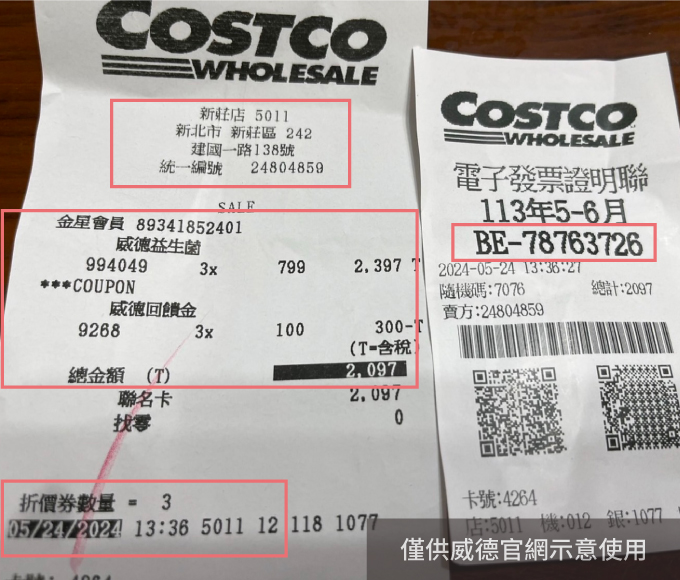 COSTCO
WHOLESALE
新莊店 5011
新北市 新莊區 242
建國一路138號
統一編號 24804859
SALE
金星會員 89341852401
威德益生菌
994049 3x 799 2,397 T
***COUPON
威德回饋金
9268 3x 100 300-T
(T=含稅)
總金額 (T) 2,097
聯名卡 2,097
找零 0
折價券數量 = 3
05/24/2024 13:36 5011 12 118 1077
COSTCO
WHOLESALE
電子發票證明聯
113年5-6月
BE-78763726
2024-05-24 13:36:27
隨機碼:7076 總計:2097
賣方:24804859
卡號:4264
店:5011 機:012 銀:1077
僅供威德官網示意使用